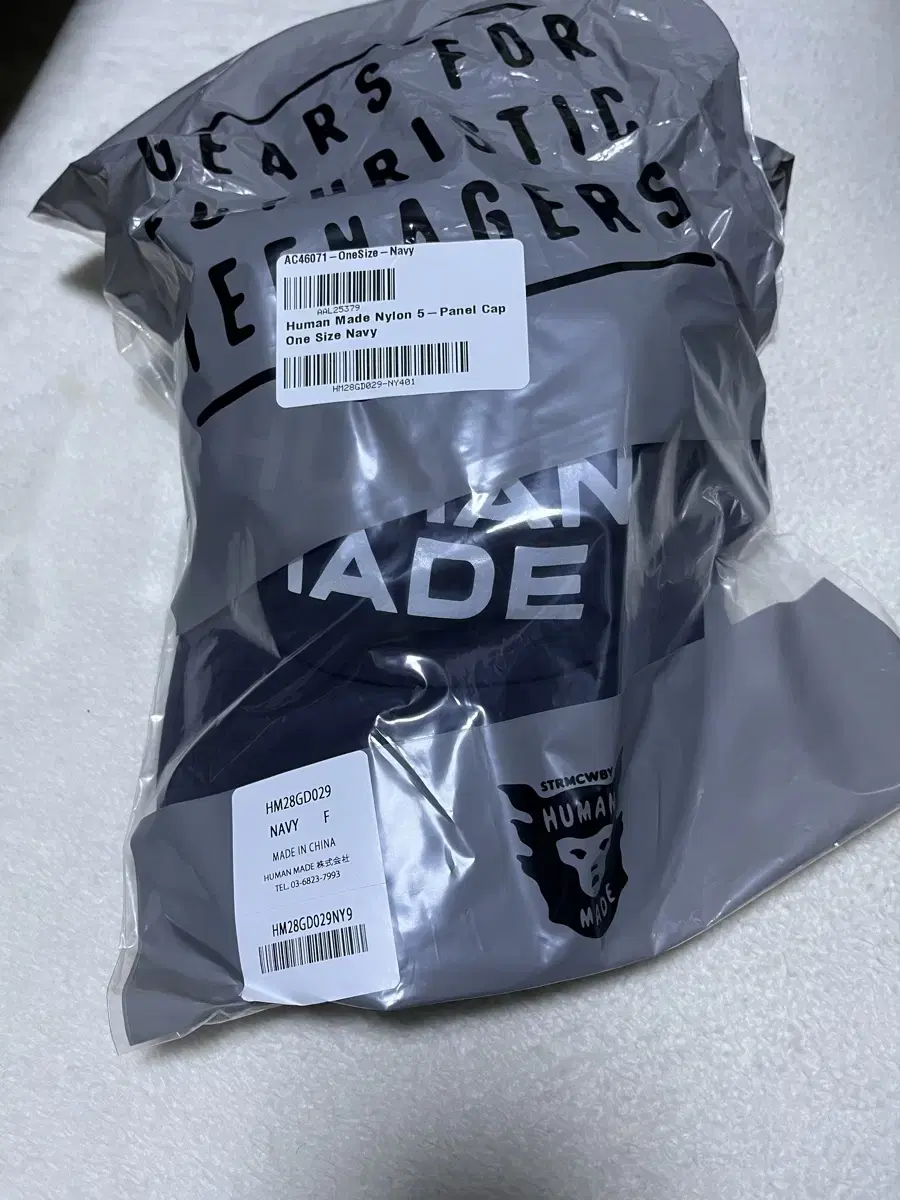 GEARS FOR
FUTURISTIC
TEENAGERS
AC46071-OneSize-Navy
AAL25379
Human Made Nylon 5-Panel Cap
One Size Navy
HM28GD029-NY401
MAN
MADE
HM28GD029
NAVY F
MADE IN CHINA
HUMAN MADE 株式会社
TEL. 03-6823-7993
HM28GD029NY9
STRMCWBY
HUMAN
MADE